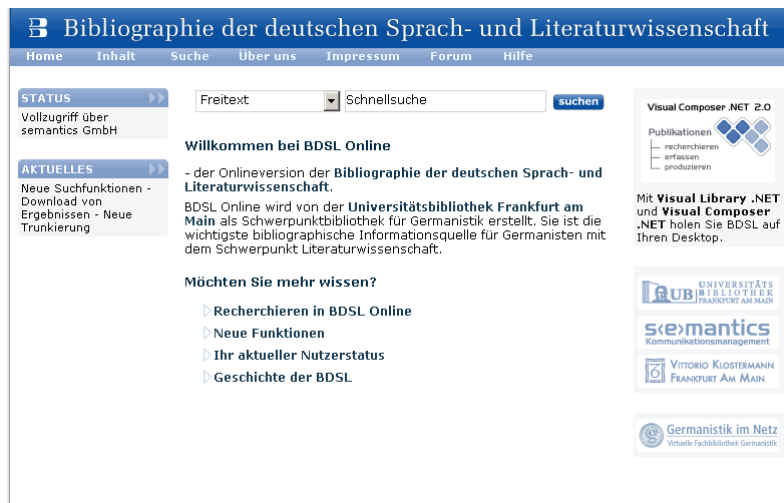 B Bibliographie der deutschen Sprach- und Literaturwissenschaft
Home Inhalt Suche Über uns Impressum Forum Hilfe
STATUS
Vollzugriff über
semantics GmbH
AKTUELLES
Neue Suchfunktionen -
Download von
Ergebnissen - Neue
Trunkierung
Freitext Schnellsuche suchen
Willkommen bei BDSL Online
- der Onlineversion der Bibliographie der deutschen Sprach- und
Literaturwissenschaft.
BDSL Online wird von der Universitätsbibliothek Frankfurt am
Main als Schwerpunktbibliothek für Germanistik erstellt. Sie ist die
wichtigste bibliographische Informationsquelle für Germanisten mit
dem Schwerpunkt Literaturwissenschaft.
Möchten Sie mehr wissen?
Recherchieren in BDSL Online
Neue Funktionen
Ihr aktueller Nutzerstatus
Geschichte der BDSL
Visual Composer .NET 2.0
Publikationen
recherchieren
erfassen
produzieren
Mit Visual Library .NET
und Visual Composer
.NET holen Sie BDSL auf
Ihren Desktop.
UB UNIVERSITÄTS
BIBLIOTHEK
FRANKFURT AM MAIN
s<e>mantics
Kommunikationsmanagement
VITTORIO KLOSTERMANN
FRANKFURT AM MAIN
Germanistik im Netz
Virtuelle Fachbibliothek Germanistik